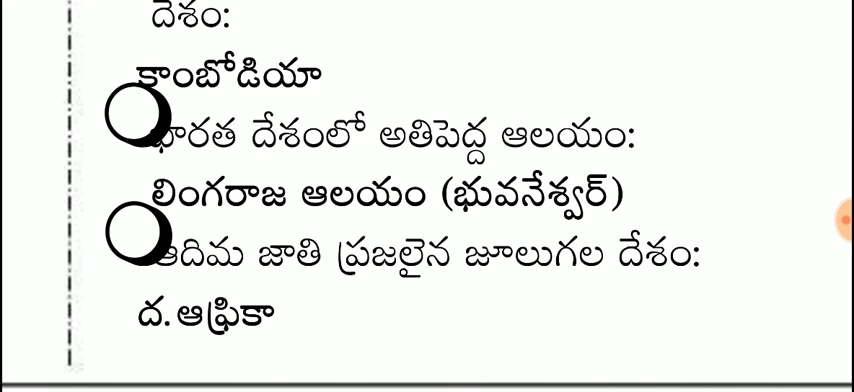 దేశం:
కాంబోడియా
భారత దేశంలో అతిపెద్ద ఆలయం:
లింగరాజ ఆలయం (భువనేశ్వర్)
ఆదిమ జాతి ప్రజలైన జూలుగల దేశం:
ద.ఆఫ్రికా